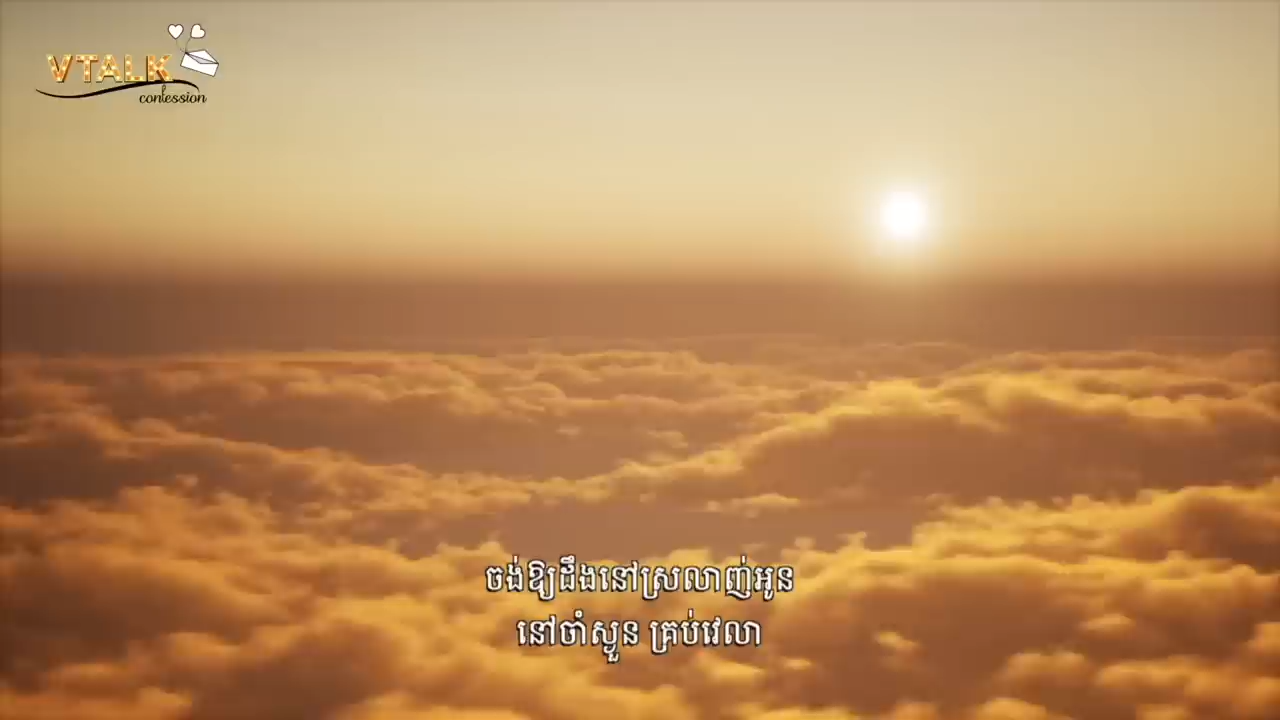 VTALK
confession
ចង់ឱ្យដឹងនៅស្រលាញ់អូន
នៅចាំស្ងួន គ្រប់វេលា